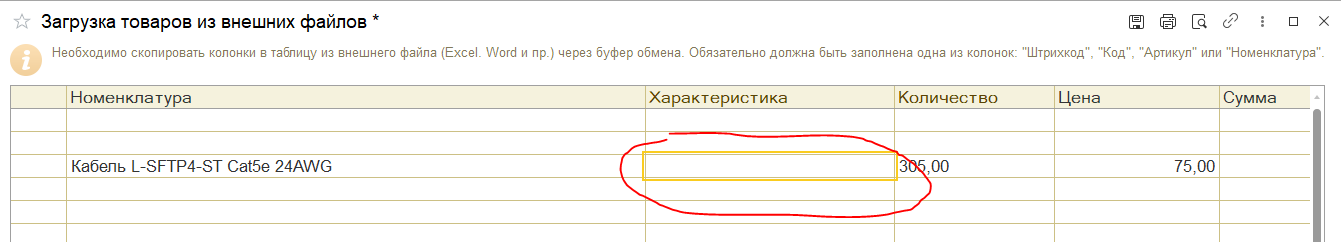 Загрузка товаров из внешних файлов *
Необходимо скопировать колонки в таблицу из внешнего файла (Excel. Word и пр.) через буфер обмена. Обязательно должна быть заполнена одна из колонок: "Штрихкод", "Код", "Артикул" или "Номенклатура".
Номенклатура Характеристика Количество Цена Сумма
Кабель L-SFTP4-ST Cat5e 24AWG 305,00 75,00